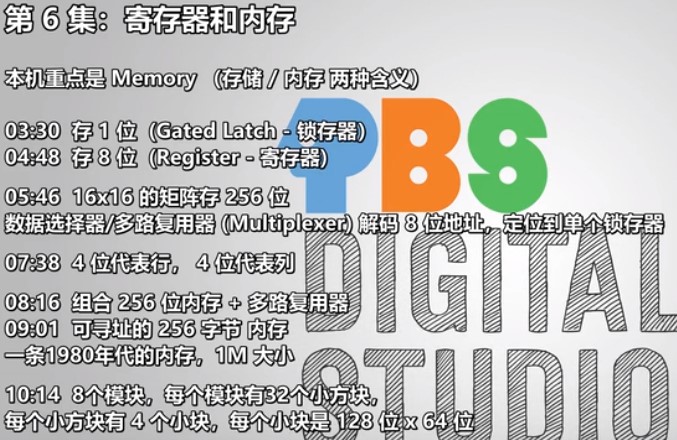 第 6 集：寄存器和内存
本机重点是 Memory （存储 / 内存 两种含义）
03:30 存 1 位（Gated Latch - 锁存器）
04:48 存 8 位（Register - 寄存器）
05:46 16x16 的矩阵存 256 位
数据选择器/多路复用器 (Multiplexer) 解码 8 位地址，定位到单个锁存器
07:38 4 位代表行， 4 位代表列
08:16 组合 256 位内存 + 多路复用器
09:01 可寻址的 256 字节 内存
一条1980年代的内存，1M 大小
10:14 8个模块，每个模块有32个小方块，
每个小方块有 4 个小块，每个小块是 128 位 x 64 位
PBS
DIGITAL
STUDIO